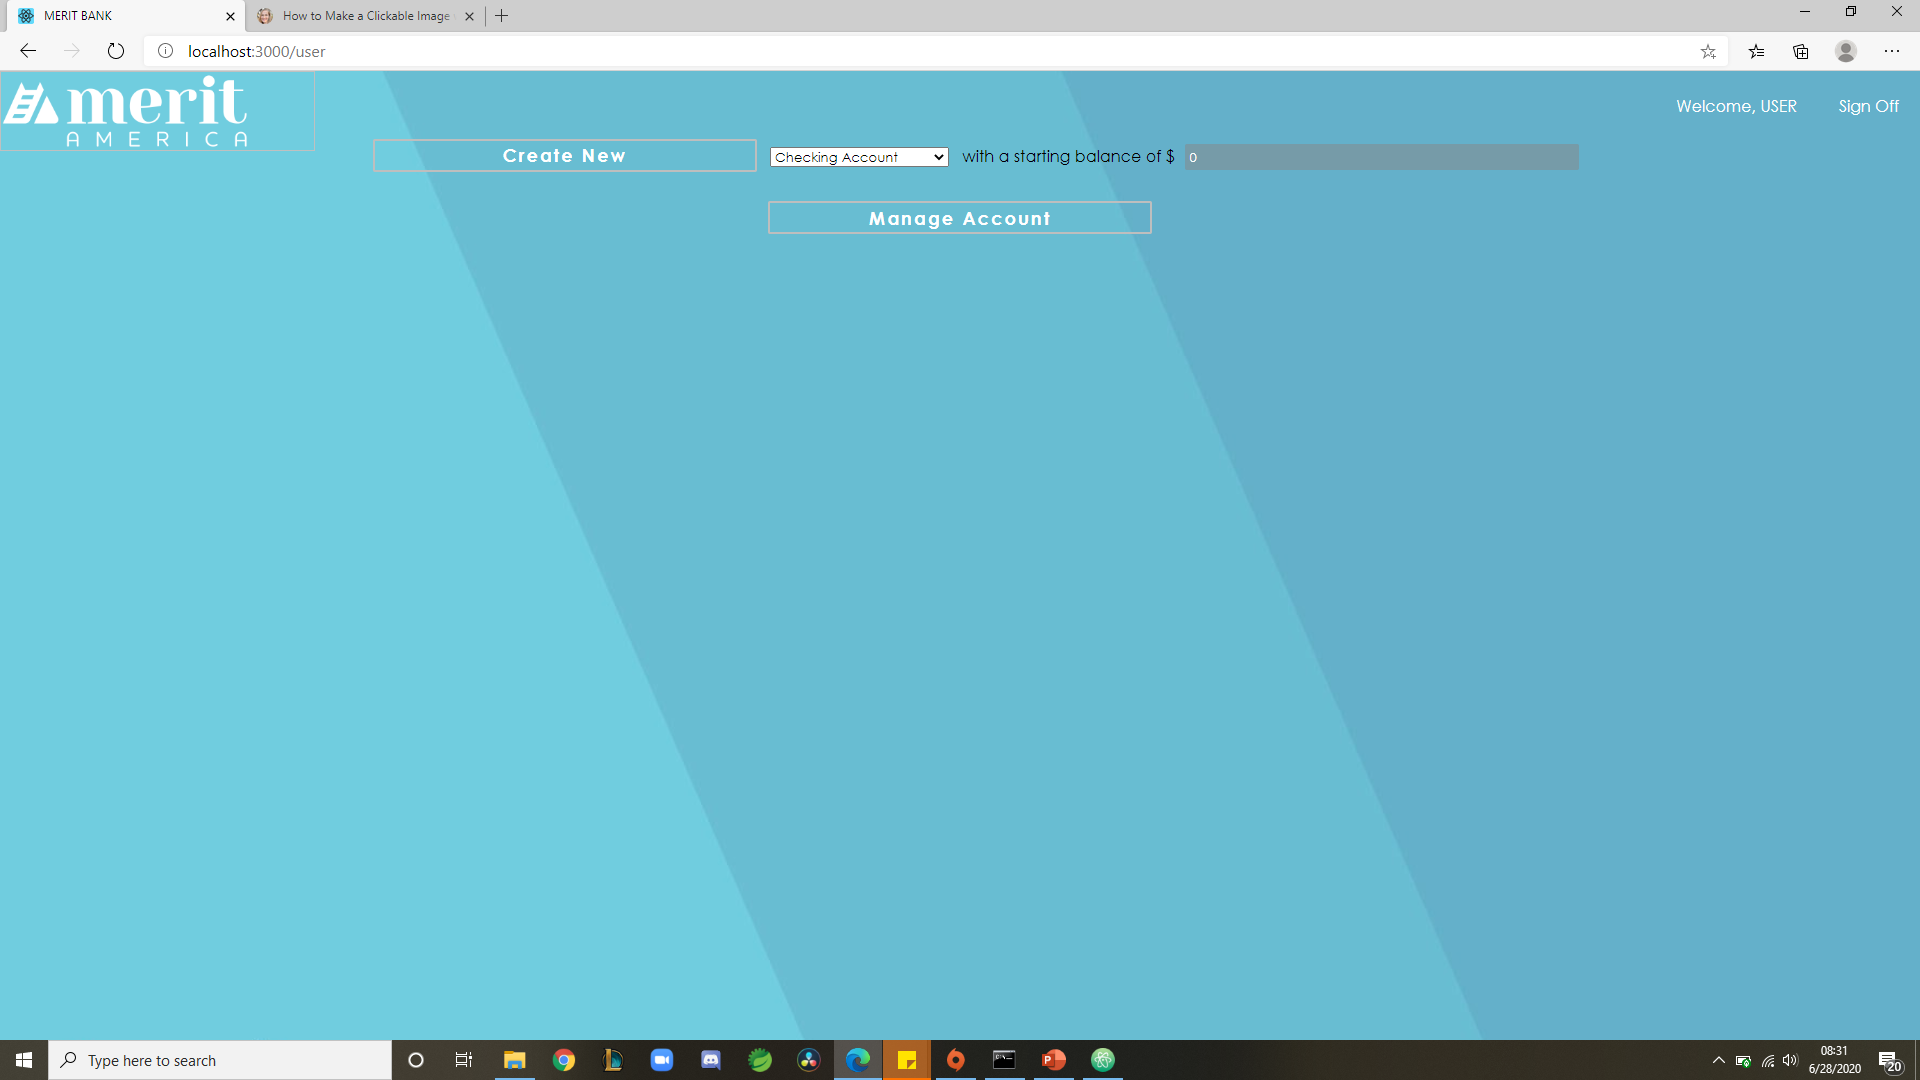 MERIT BANK
How to Make a Clickable Image
localhost:3000/user
merit
AMERICA
Welcome, USER
Sign Off
Create New
Checking Account
with a starting balance of $
0
Manage Account
Type here to search
08:31
6/28/2020
20